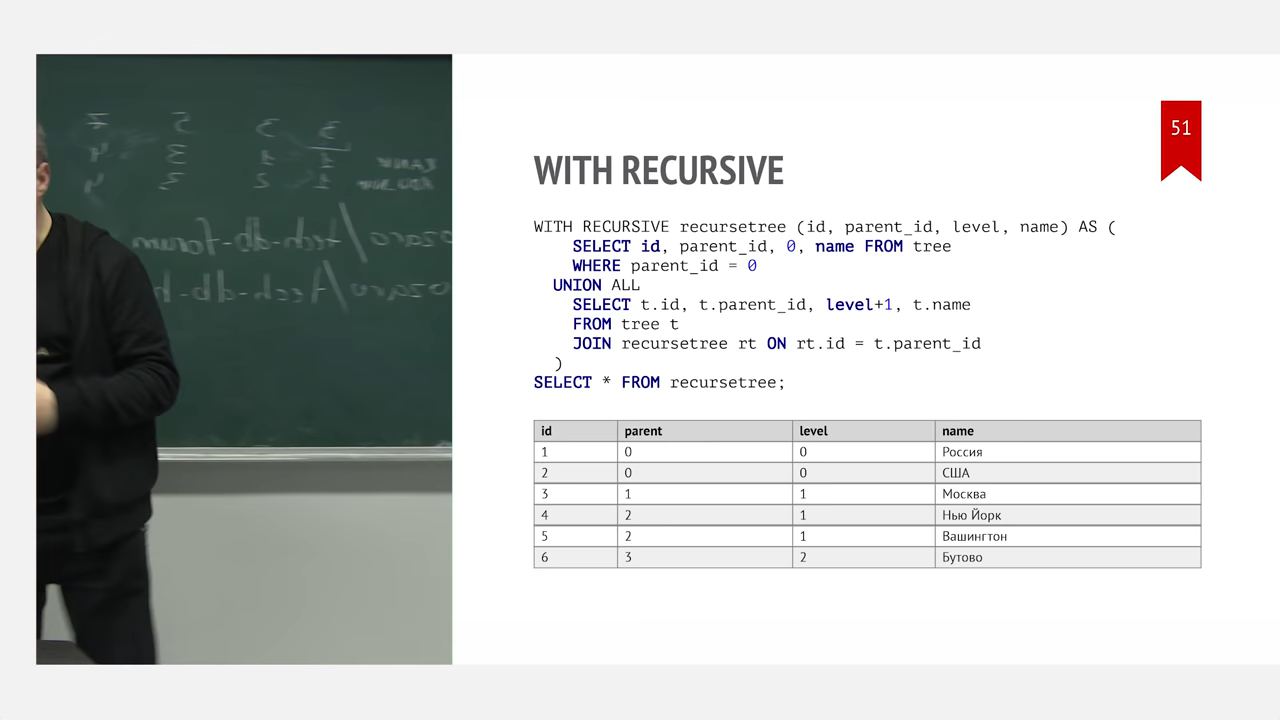 51
WITH RECURSIVE
WITH RECURSIVE recursetree (id, parent_id, level, name) AS (
SELECT id, parent_id, 0, name FROM tree
WHERE parent_id = 0
UNION ALL
SELECT t.id, t.parent_id, level+1, t.name
FROM tree t
JOIN recursetree rt ON rt.id = t.parent_id
)
SELECT * FROM recursetree;
id parent level name
1 0 0 Россия
2 0 0 США
3 1 1 Москва
4 2 1 Нью Йорк
5 2 1 Вашингтон
6 3 2 Бутово